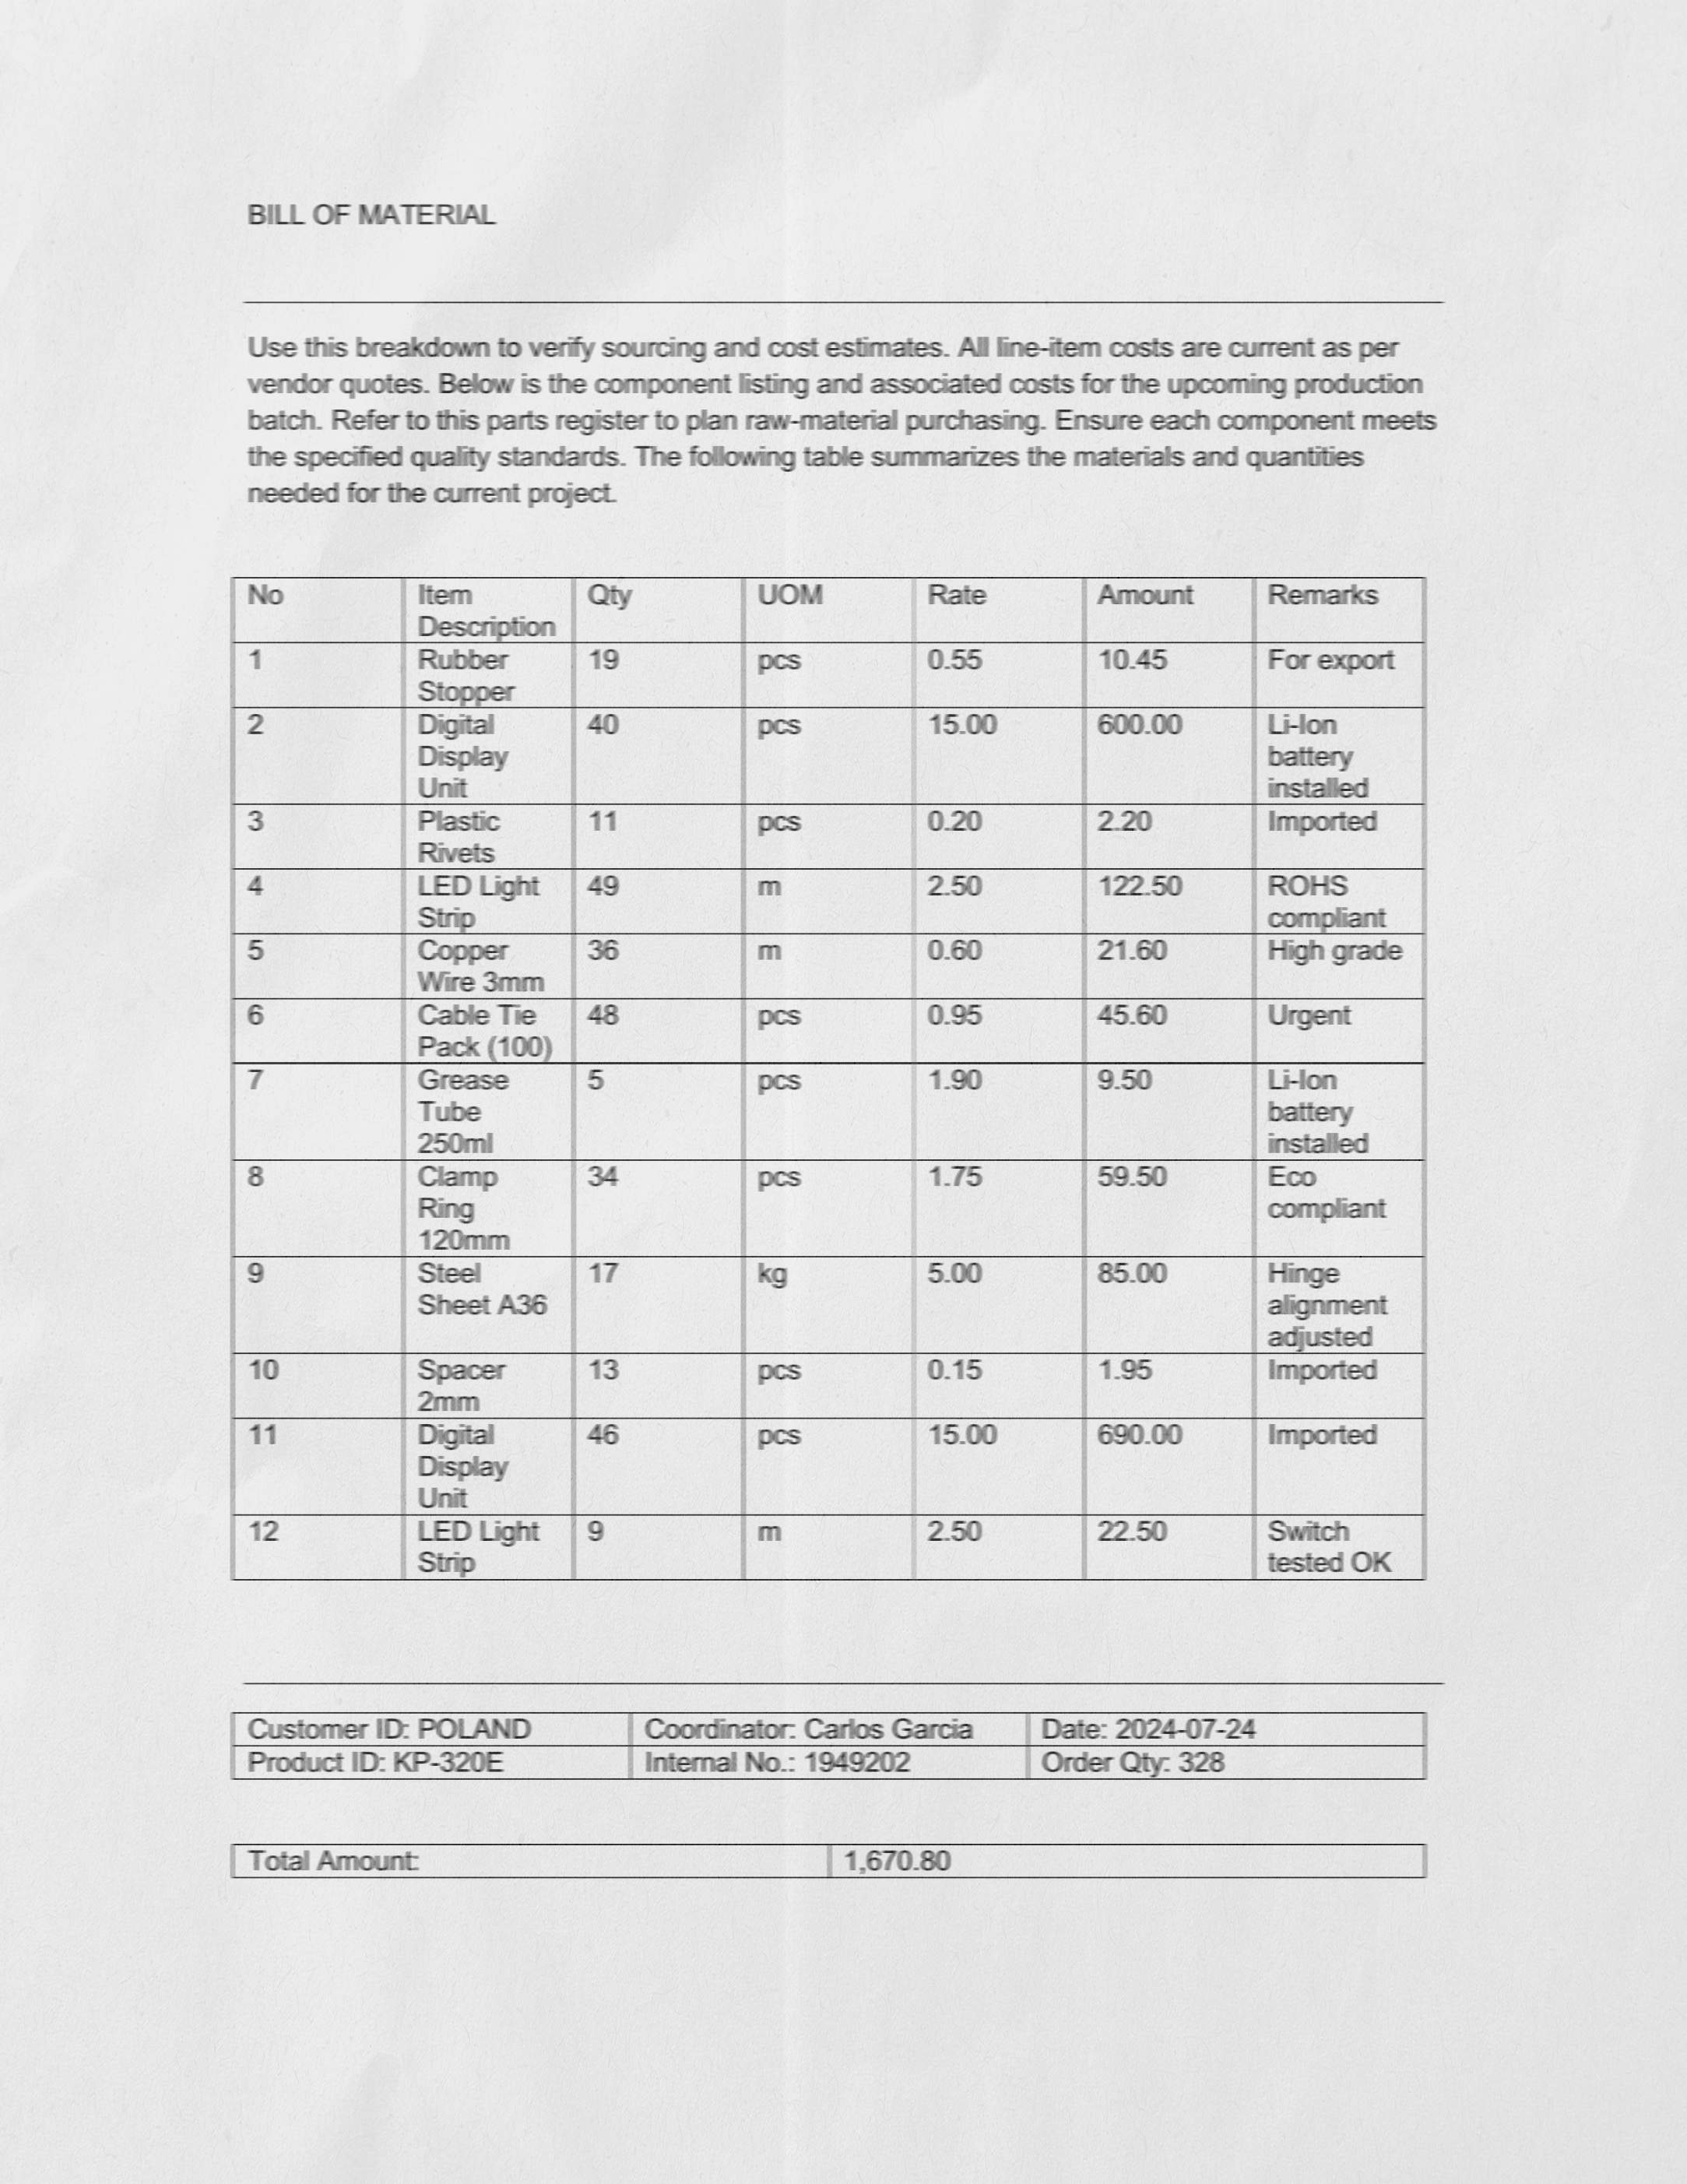 BILL OF MATERIAL
Use this breakdown to verify sourcing and cost estimates. All line-item costs are current as per
vendor quotes. Below is the component listing and associated costs for the upcoming production
batch. Refer to this parts register to plan raw-material purchasing. Ensure each component meets
the specified quality standards. The following table summarizes the materials and quantities
needed for the current project.
No Item Description Qty UOM Rate Amount Remarks
1 Rubber Stopper 19 pcs 0.55 10.45 For export
2 Digital Display Unit 40 pcs 15.00 600.00 Li-Ion battery installed
3 Plastic Rivets 11 pcs 0.20 2.20 Imported
4 LED Light Strip 49 m 2.50 122.50 ROHS compliant
5 Copper Wire 3mm 36 m 0.60 21.60 High grade
6 Cable Tie Pack (100) 48 pcs 0.95 45.60 Urgent
7 Grease Tube 250ml 5 pcs 1.90 9.50 Li-Ion battery installed
8 Clamp Ring 120mm 34 pcs 1.75 59.50 Eco compliant
9 Steel Sheet A36 17 kg 5.00 85.00 Hinge alignment adjusted
10 Spacer 2mm 13 pcs 0.15 1.95 Imported
11 Digital Display Unit 46 pcs 15.00 690.00 Imported
12 LED Light Strip 9 m 2.50 22.50 Switch tested OK
Customer ID: POLAND Coordinator: Carlos Garcia Date: 2024-07-24
Product ID: KP-320E Internal No.: 1949202 Order Qty: 328
Total Amount: 1,670.80